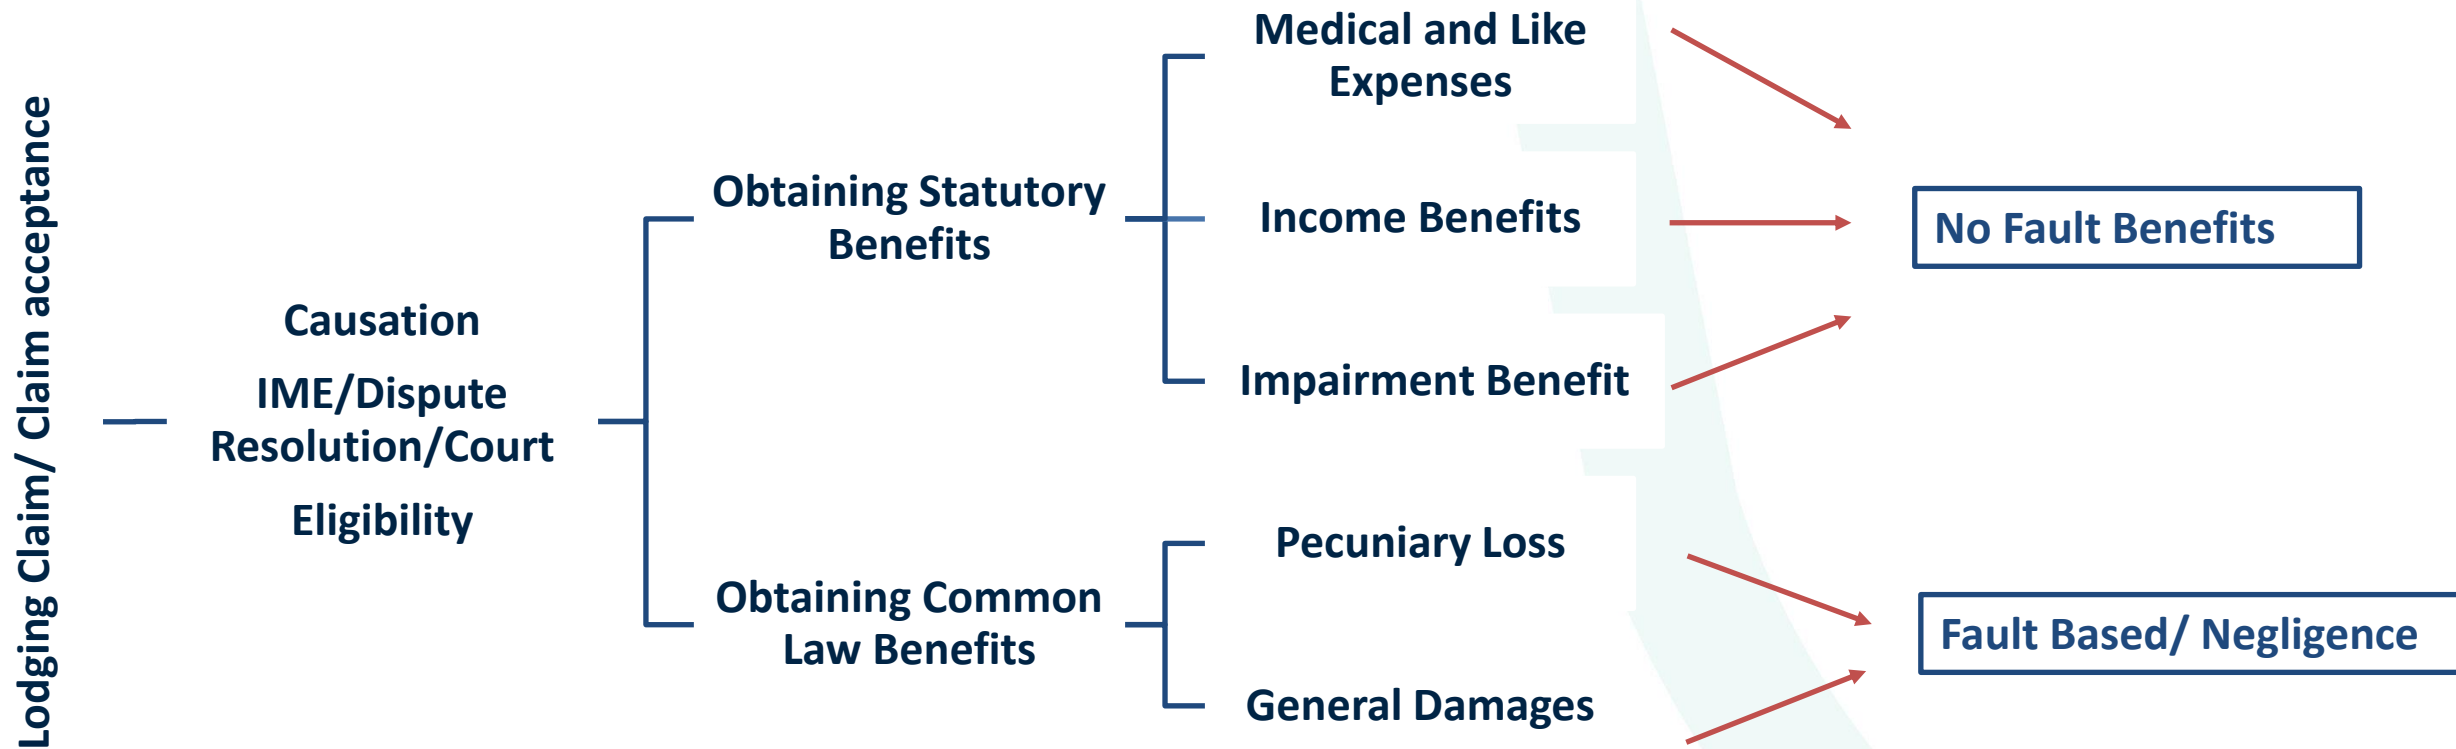 Lodging Claim/ Claim acceptance
Causation
IME/Dispute
Resolution/Court
Eligibility
Obtaining Statutory
Benefits
Obtaining Common
Law Benefits
Medical and Like
Expenses
Income Benefits
Impairment Benefit
Pecuniary Loss
General Damages
No Fault Benefits
Fault Based/ Negligence